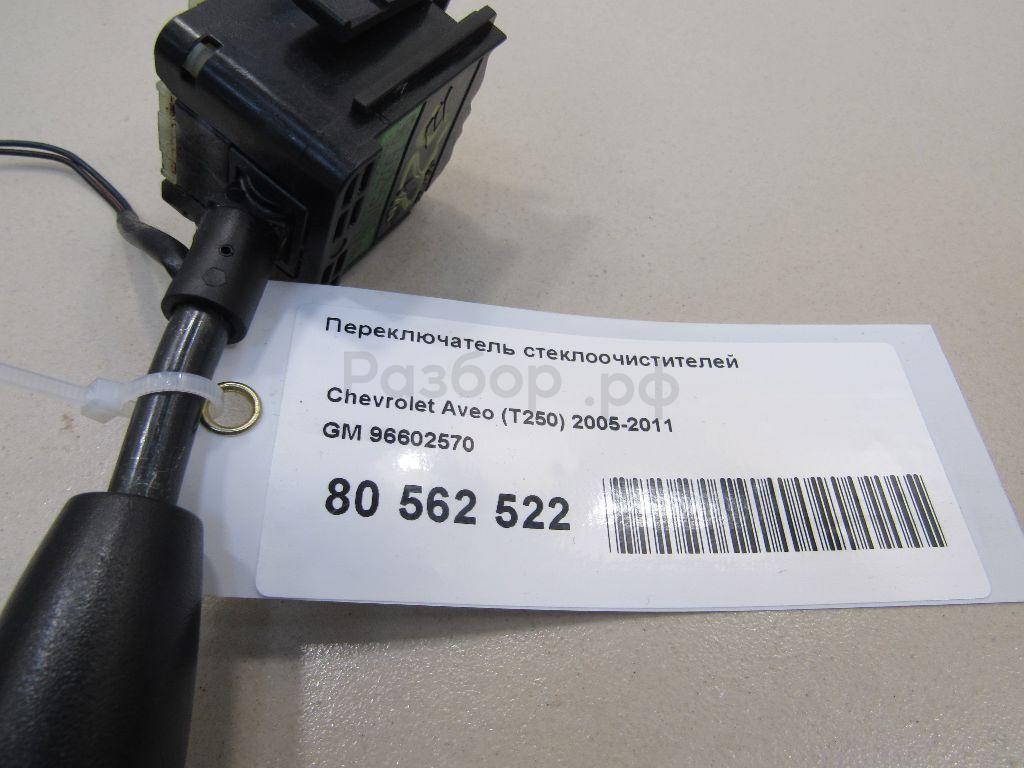 Переключатель стеклоочистителей
Разбор.рф
Chevrolet Aveo (T250) 2005-2011
GM 96602570
80 562 522